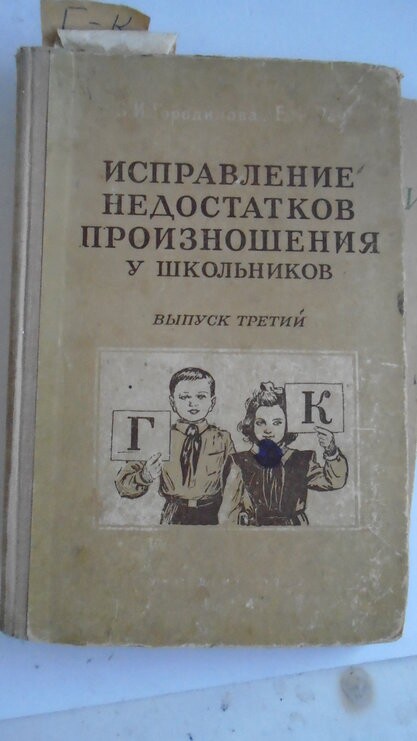 Г-К
ИСПРАВЛЕНИЕ
НЕДОСТАТКОВ
ПРОИЗНОШЕНИЯ
У ШКОЛЬНИКОВ
ВЫПУСК ТРЕТИЙ
Г
К